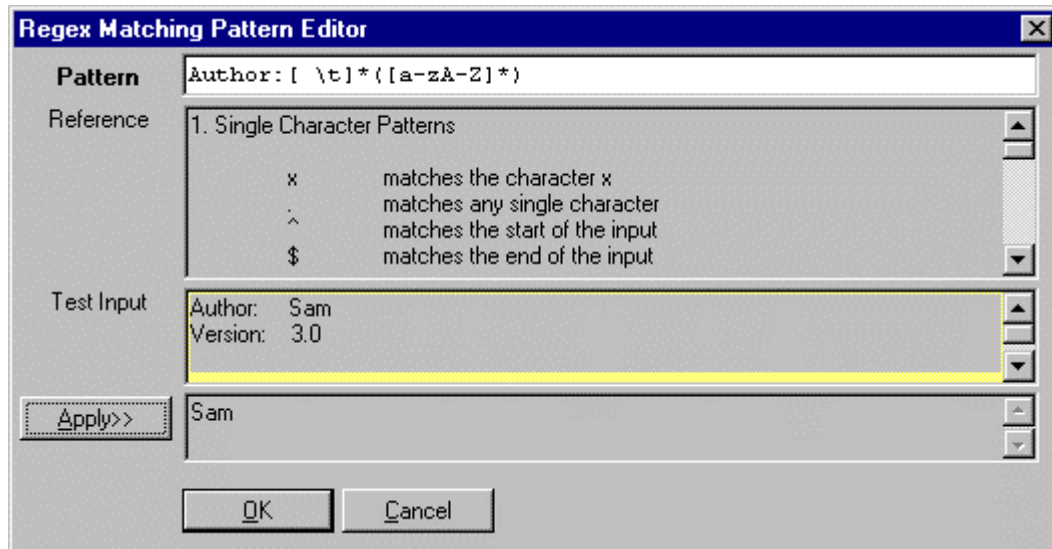 Regex Matching Pattern Editor
Pattern
Author:[ \t]*([a-zA-Z]*)
Reference
1. Single Character Patterns
x matches the character x
. matches any single character
^ matches the start of the input
$ matches the end of the input
Test Input
Author: Sam
Version: 3.0
Apply>>
Sam
OK Cancel